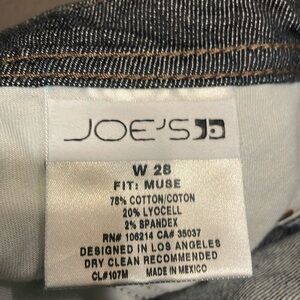 JOE'S
W 28
FIT: MUSE
78% COTTON/COTON
20% LYOCELL
2% SPANDEX
RN# 106214 CA# 35037
DESIGNED IN LOS ANGELES
DRY CLEAN RECOMMENDED
CL#107M MADE IN MEXICO